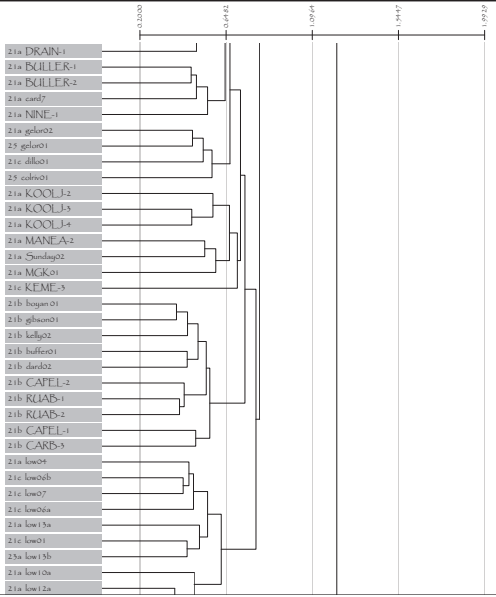 0.2000 0.6482 1.0964 1.5447 1.9929
21a DRAIN-1
21a BULLER-1
21a BULLER-2
21a card7
21a NINE-1
21a gelor02
25 gelor01
21c dillo01
25 colriv01
21a KOOLJ-2
21a KOOLJ-3
21a KOOLJ-4
21a MANEA-2
21a Sunday02
21a MGK01
21c KEME-3
21b boyan 01
21b gibson01
21b kelly02
21b buffer01
21b dard02
21b CAPEL-2
21b RUAB-1
21b RUAB-2
21b CAPEL-1
21b CARB-3
21a low04
21c low06b
21c low07
21c low06a
21a low13a
21c low01
23a low13b
21a low10a
21a low12a